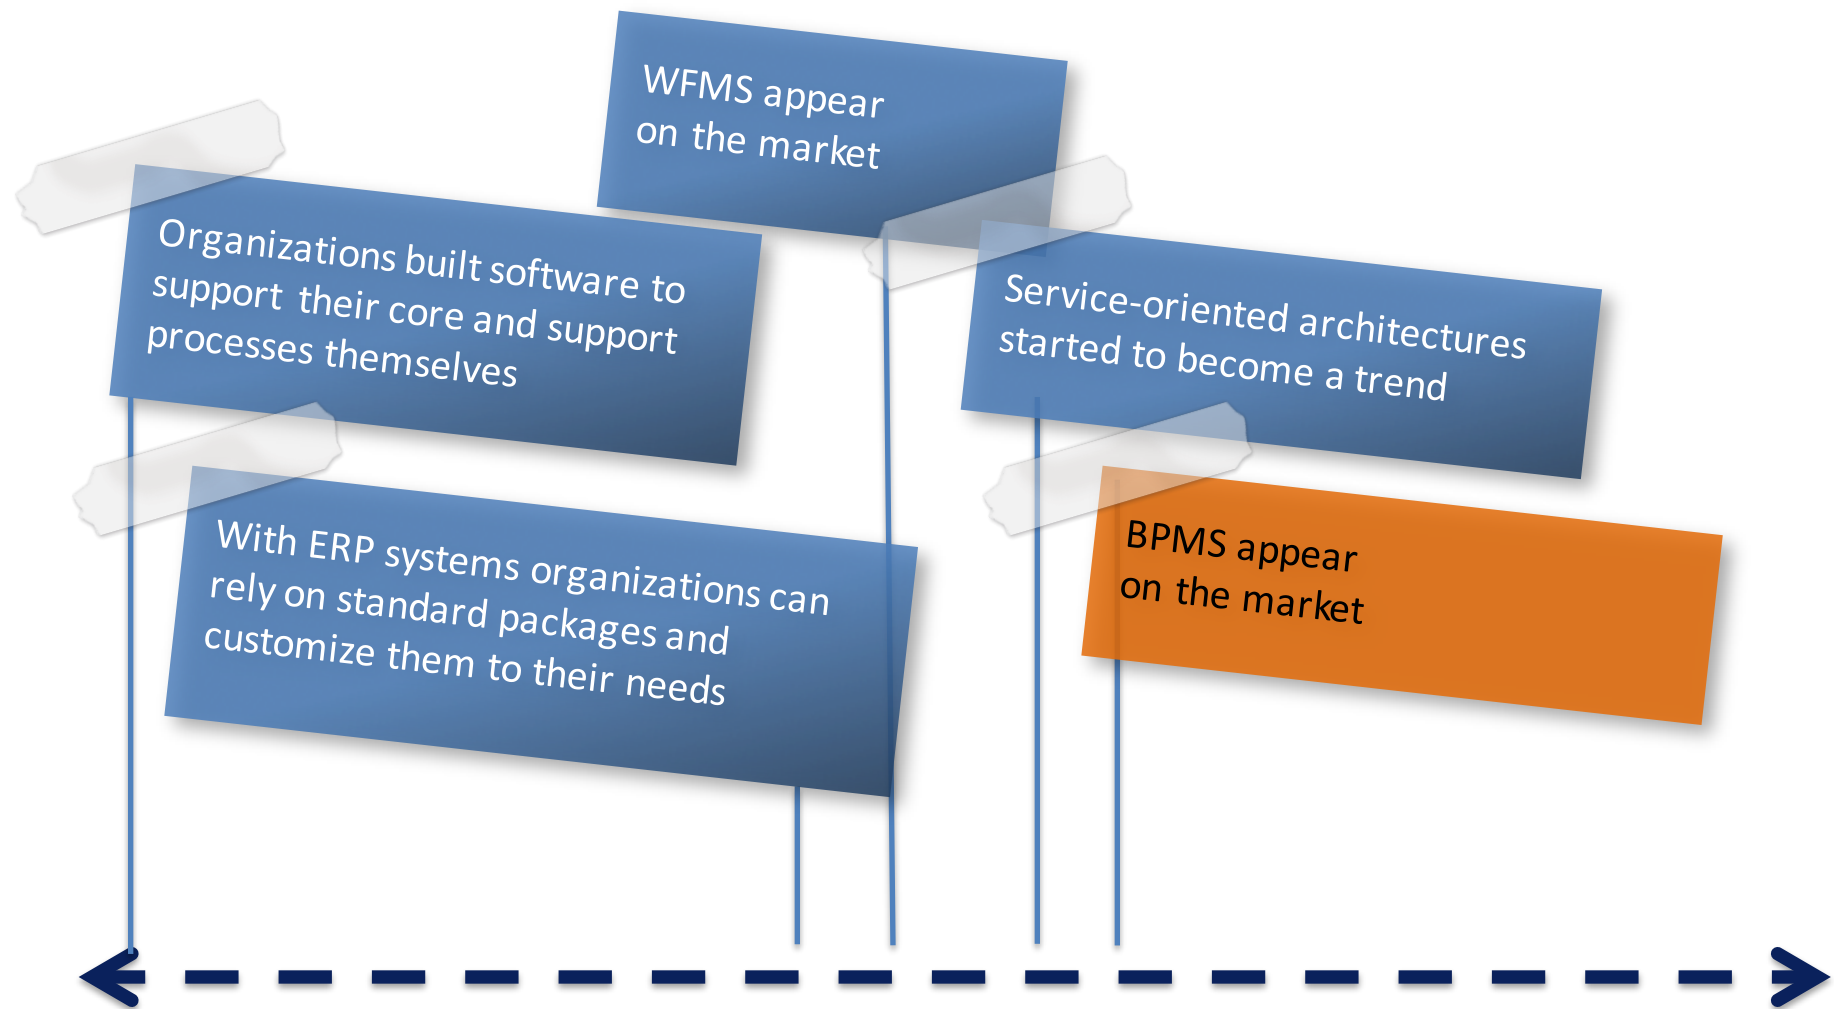 WFMS appear
on the market
Organizations built software to
support their core and support
processes themselves
Service-oriented architectures
started to become a trend
With ERP systems organizations can
rely on standard packages and
customize them to their needs
BPMS appear
on the market